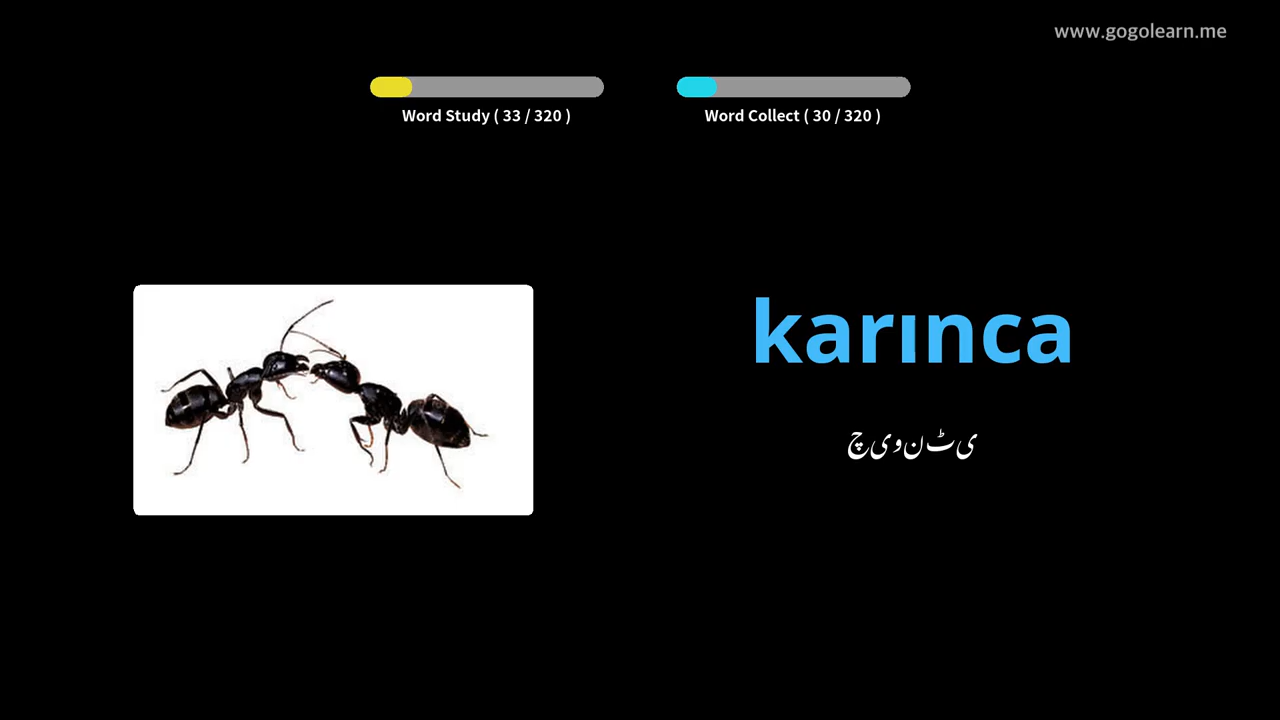 www.gogolearn.me
Word Study ( 33 / 320 )
Word Collect ( 30 / 320 )
karınca
چیونٹی